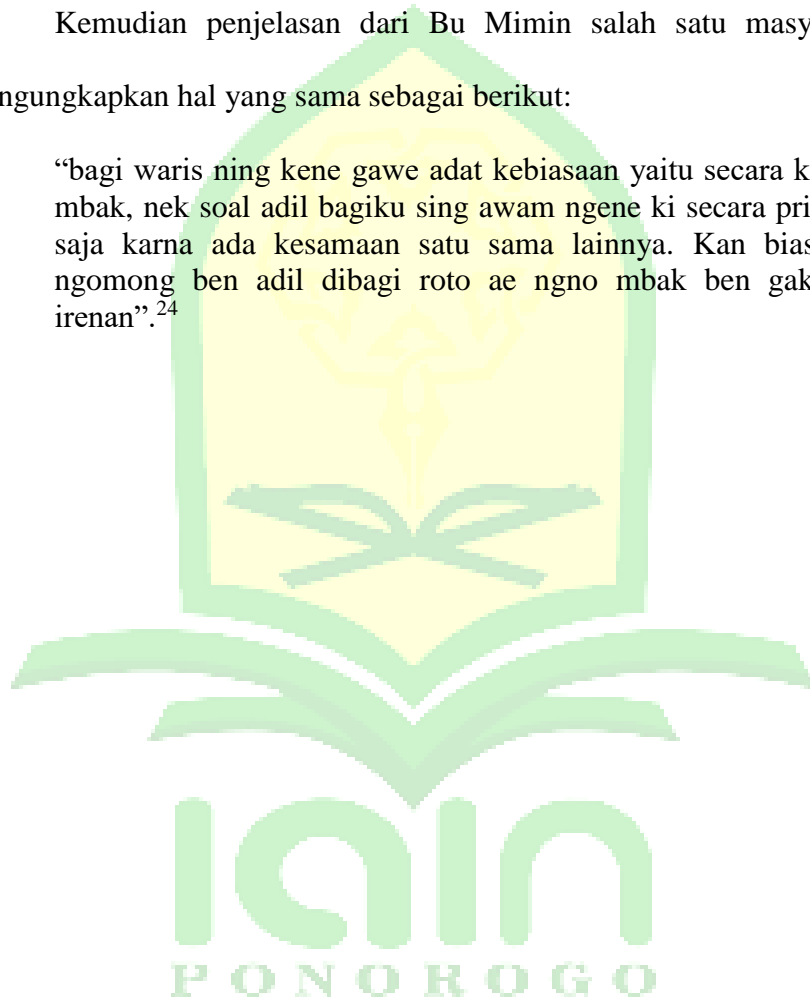 Kemudian penjelasan dari Bu Mimin salah satu masy
ngungkapkan hal yang sama sebagai berikut:
“bagi waris ning kene gawe adat kebiasaan yaitu secara k
mbak, nek soal adil bagiku sing awam ngene ki secara pri
saja karna ada kesamaan satu sama lainnya. Kan bias
ngomong ben adil dibagi roto ae ngno mbak ben gak
irenan”.24
IAIN
PONOROGO